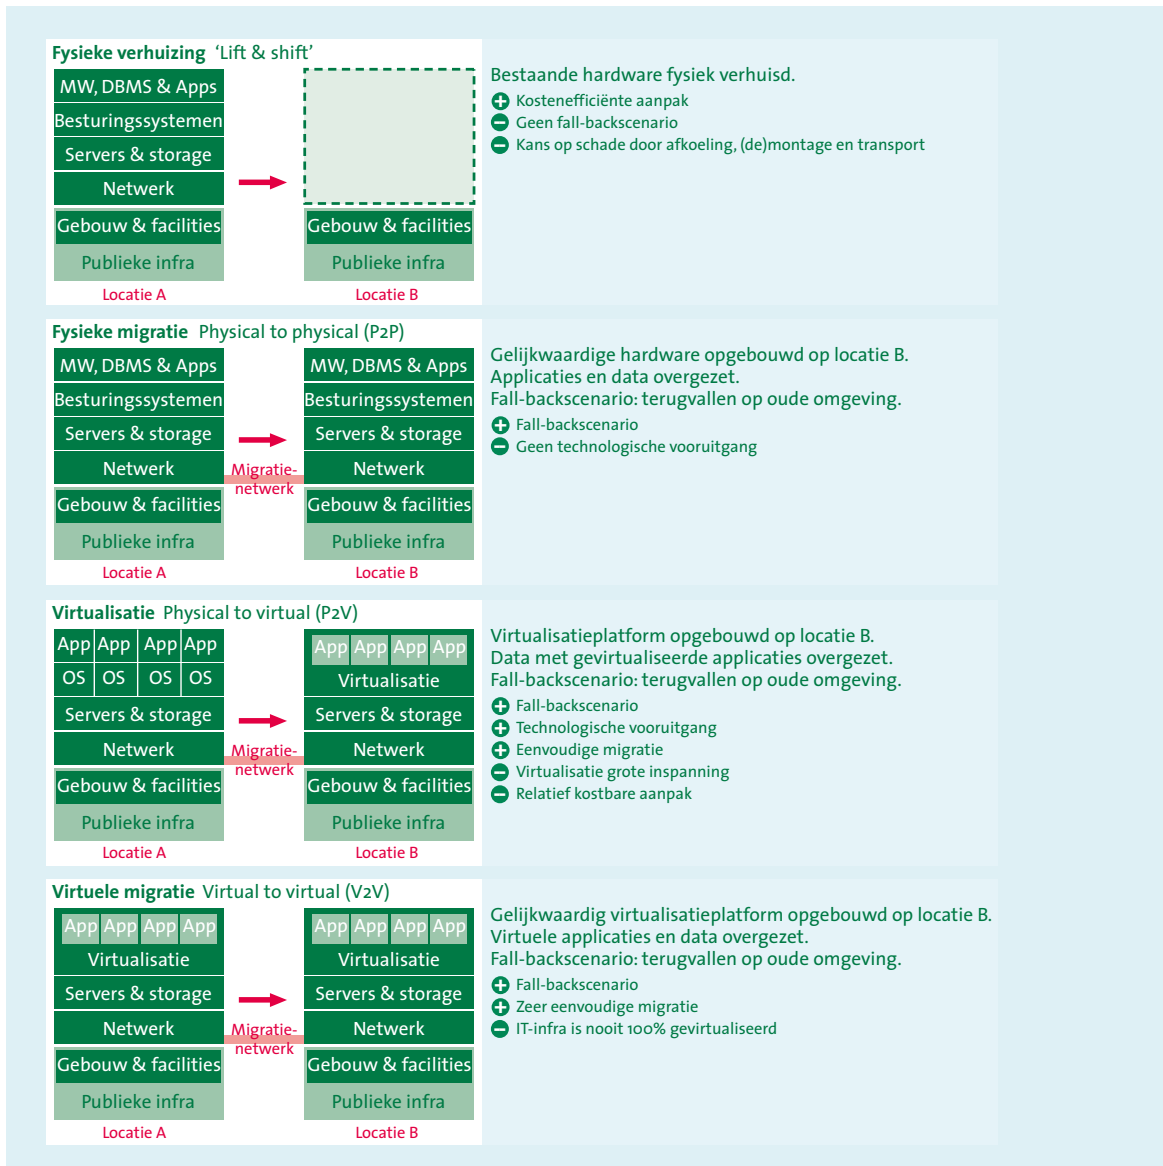 Fysieke verhuizing ‘Lift & shift’
MW, DBMS & Apps
Besturingssystemen
Servers & storage
Netwerk
Gebouw & facilities
Publieke infra
Locatie A
Gebouw & facilities
Publieke infra
Locatie B
Bestaande hardware fysiek verhuisd.
+ Kostenefficiënte aanpak
− Geen fall-backscenario
− Kans op schade door afkoeling, (de)montage en transport
Fysieke migratie Physical to physical (P2P)
MW, DBMS & Apps
Besturingssystemen
Servers & storage
Netwerk
Gebouw & facilities
Publieke infra
Locatie A
Migratie-
netwerk
MW, DBMS & Apps
Besturingssystemen
Servers & storage
Netwerk
Gebouw & facilities
Publieke infra
Locatie B
Gelijkwaardige hardware opgebouwd op locatie B.
Applicaties en data overgezet.
Fall-backscenario: terugvallen op oude omgeving.
+ Fall-backscenario
− Geen technologische vooruitgang
Virtualisatie Physical to virtual (P2V)
App App App App
OS OS OS OS
Servers & storage
Netwerk
Gebouw & facilities
Publieke infra
Locatie A
Migratie-
netwerk
App App App App
Virtualisatie
Servers & storage
Netwerk
Gebouw & facilities
Publieke infra
Locatie B
Virtualisatieplatform opgebouwd op locatie B.
Data met gevirtualiseerde applicaties overgezet.
Fall-backscenario: terugvallen op oude omgeving.
+ Fall-backscenario
+ Technologische vooruitgang
+ Eenvoudige migratie
− Virtualisatie grote inspanning
− Relatief kostbare aanpak
Virtuele migratie Virtual to virtual (V2V)
App App App App
Virtualisatie
Servers & storage
Netwerk
Gebouw & facilities
Publieke infra
Locatie A
Migratie-
netwerk
App App App App
Virtualisatie
Servers & storage
Netwerk
Gebouw & facilities
Publieke infra
Locatie B
Gelijkwaardig virtualisatieplatform opgebouwd op locatie B.
Virtuele applicaties en data overgezet.
Fall-backscenario: terugvallen op oude omgeving.
+ Fall-backscenario
+ Zeer eenvoudige migratie
− IT-infra is nooit 100% gevirtualiseerd